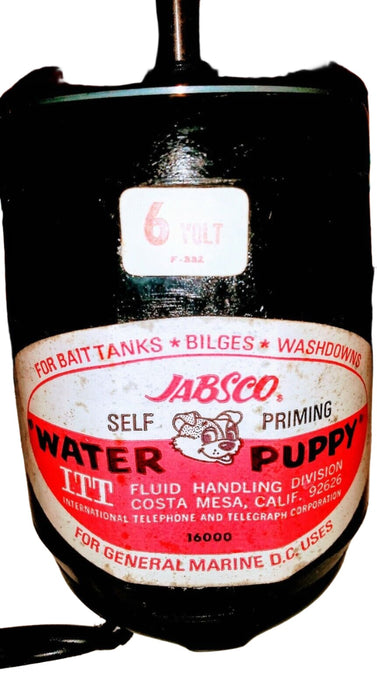 6 VOLT
F-332
FOR BAIT TANKS ★ BILGES ★ WASHDOWNS
JABSCO®
SELF PRIMING
"WATER PUPPY"
ITT FLUID HANDLING DIVISION
COSTA MESA, CALIF. 92626
INTERNATIONAL TELEPHONE AND TELEGRAPH CORPORATION
16000
FOR GENERAL MARINE D.C. USES